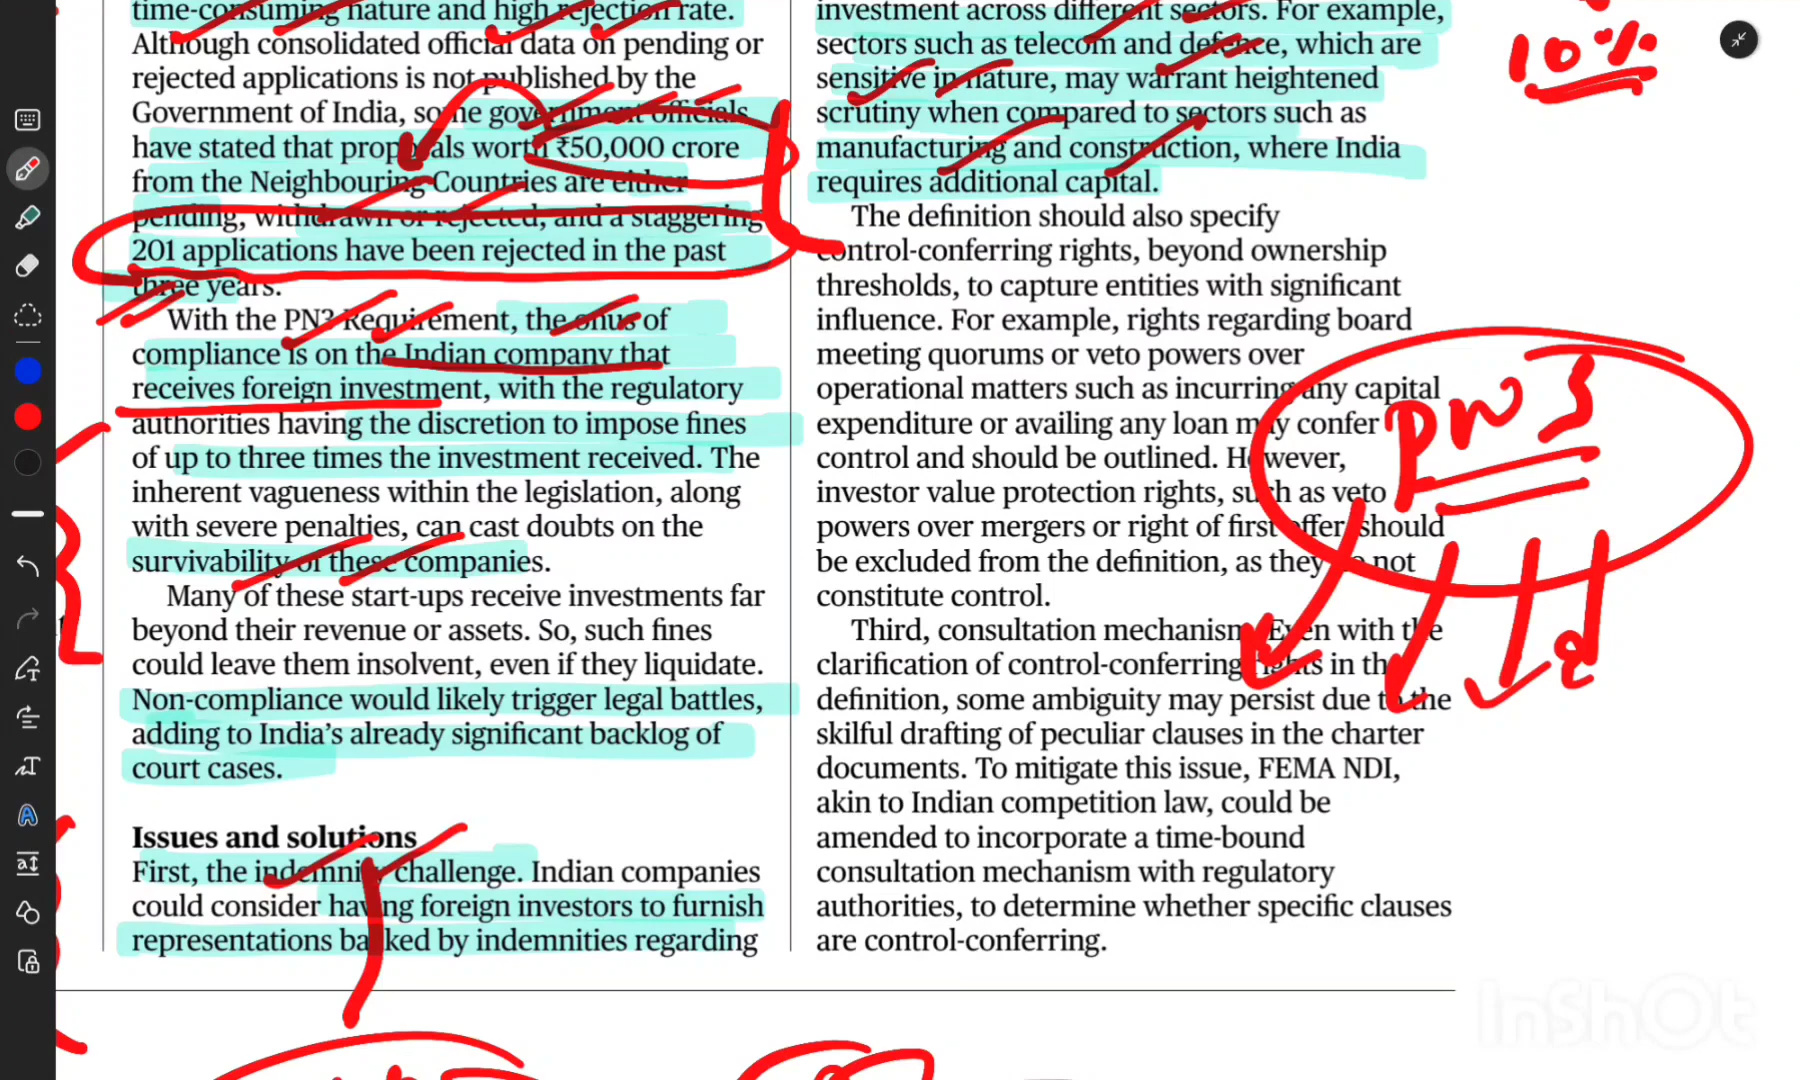 time-consuming nature and high rejection rate.
Although consolidated official data on pending or
rejected applications is not published by the
Government of India, some government officials
have stated that proposals worth ₹50,000 crore
from the Neighbouring Countries are either
pending, withdrawn or rejected, and a staggering
201 applications have been rejected in the past
three years.
With the PN3 Requirement, the onus of
compliance is on the Indian company that
receives foreign investment, with the regulatory
authorities having the discretion to impose fines
of up to three times the investment received. The
inherent vagueness within the legislation, along
with severe penalties, can cast doubts on the
survivability of these companies.
Many of these start-ups receive investments far
beyond their revenue or assets. So, such fines
could leave them insolvent, even if they liquidate.
Non-compliance would likely trigger legal battles,
adding to India's already significant backlog of
court cases.
Issues and solutions
First, the indemnity challenge. Indian companies
could consider having foreign investors to furnish
representations backed by indemnities regarding
investment across different sectors. For example,
sectors such as telecom and defence, which are
sensitive in nature, may warrant heightened
scrutiny when compared to sectors such as
manufacturing and construction, where India
requires additional capital.
The definition should also specify
control-conferring rights, beyond ownership
thresholds, to capture entities with significant
influence. For example, rights regarding board
meeting quorums or veto powers over
operational matters such as incurring any capital
expenditure or availing any loan may confer
control and should be outlined. However,
investor value protection rights, such as veto
powers over mergers or right of first offer, should
be excluded from the definition, as they do not
constitute control.
Third, consultation mechanism. Even with the
clarification of control-conferring rights in the
definition, some ambiguity may persist due to the
skilful drafting of peculiar clauses in the charter
documents. To mitigate this issue, FEMA NDI,
akin to Indian competition law, could be
amended to incorporate a time-bound
consultation mechanism with regulatory
authorities, to determine whether specific clauses
are control-conferring.
10%
PN 3
InShOt